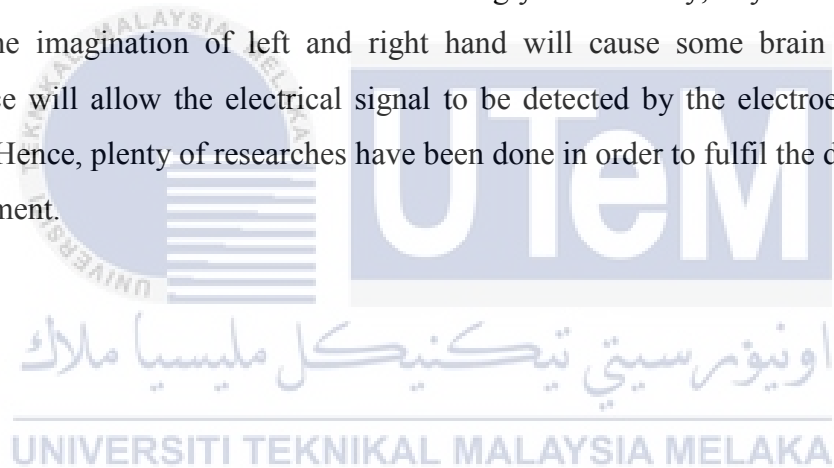 he imagination of left and right hand will cause some brain
e will allow the electrical signal to be detected by the electroe
Hence, plenty of researches have been done in order to fulfil the d
ment.
UTeM
اونيورسيتي تيكنيكل مليسيا ملاك
UNIVERSITI TEKNIKAL MALAYSIA MELAKA